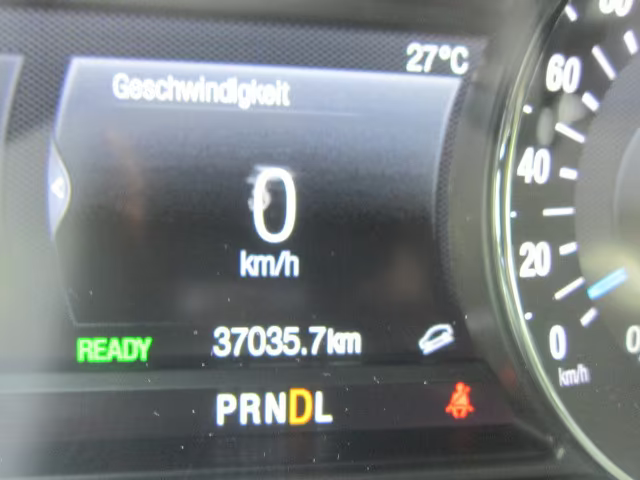 27°C
Geschwindigkeit
0
km/h
READY 37035.7km
PRNDL
60
40
20
0
km/h